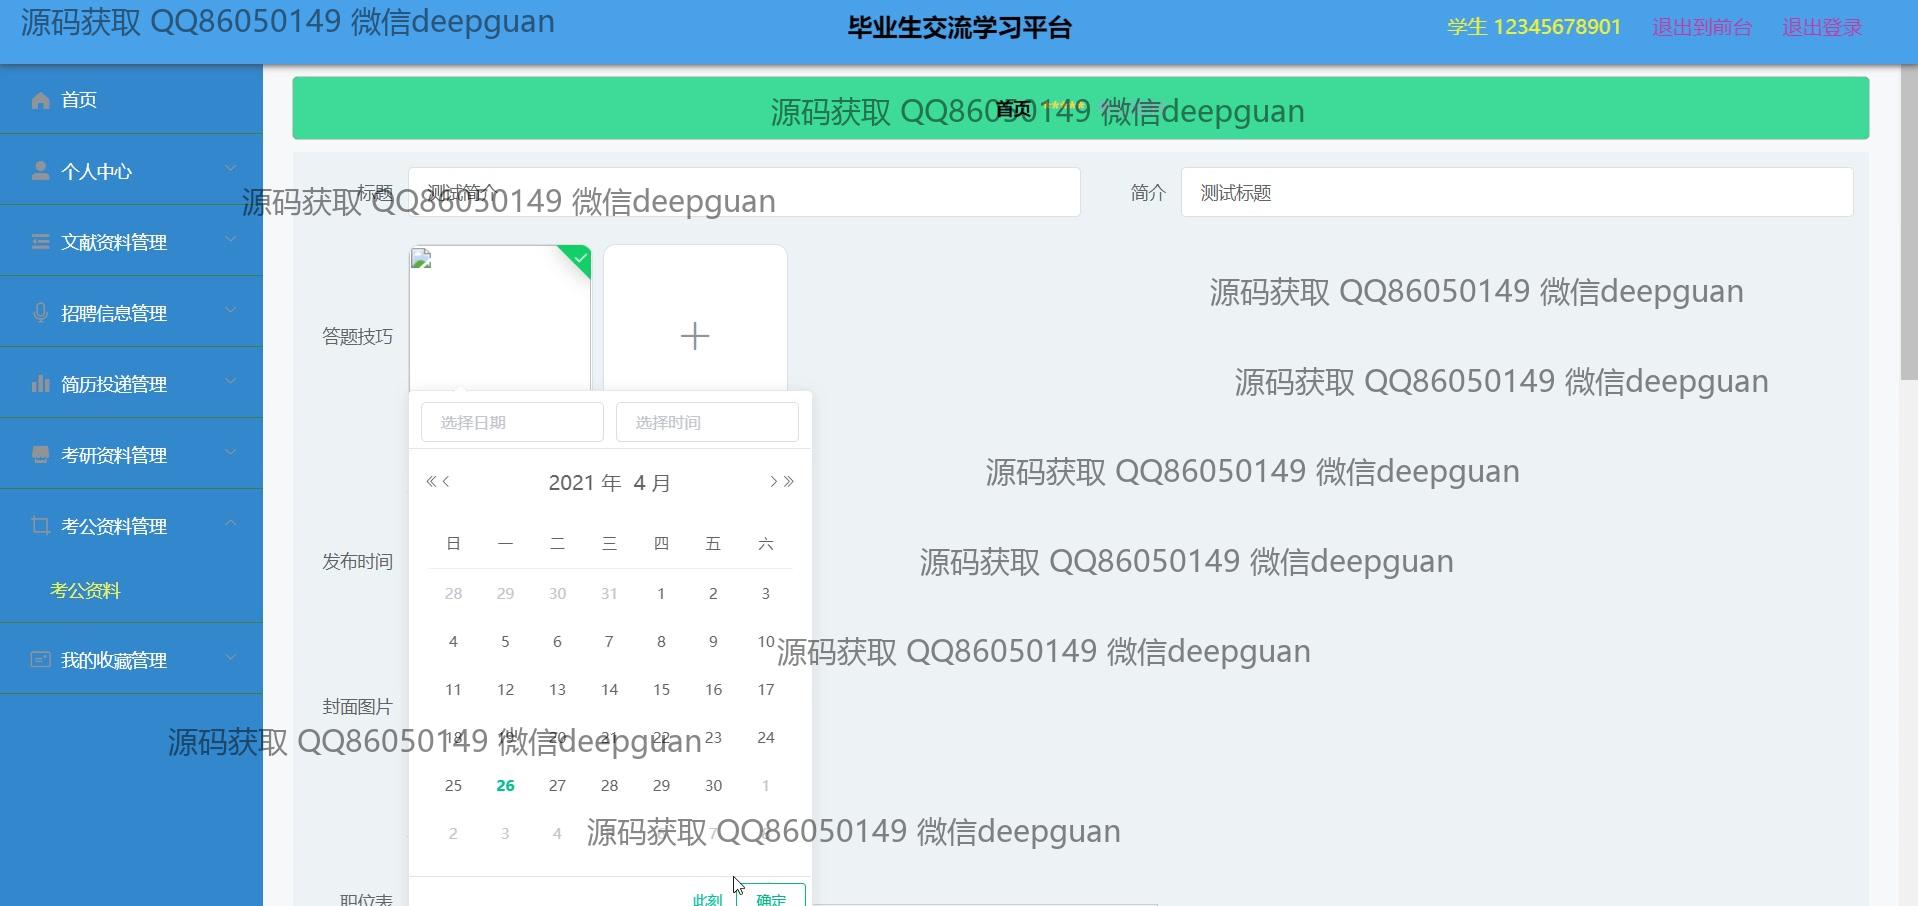 源码获取 QQ86050149 微信deepguan
毕业生交流学习平台
学生 12345678901
退出到前台
退出登录
首页
个人中心
文献资料管理
招聘信息管理
简历投递管理
考研资料管理
考公资料管理
考公资料
我的收藏管理
首页
源码获取 QQ86050149 微信deepguan
标题
测试简介
简介
测试标题
源码获取 QQ86050149 微信deepguan
答题技巧
源码获取 QQ86050149 微信deepguan
源码获取 QQ86050149 微信deepguan
选择日期 选择时间
源码获取 QQ86050149 微信deepguan
2021 年 4 月
日 一 二 三 四 五 六
发布时间
源码获取 QQ86050149 微信deepguan
28 29 30 31 1 2 3
4 5 6 7 8 9 10
源码获取 QQ86050149 微信deepguan
11 12 13 14 15 16 17
封面图片
18 19 20 21 22 23 24
源码获取 QQ86050149 微信deepguan
25 26 27 28 29 30 1
2 3 4 7
源码获取 QQ86050149 微信deepguan
职位表
此刻 确定